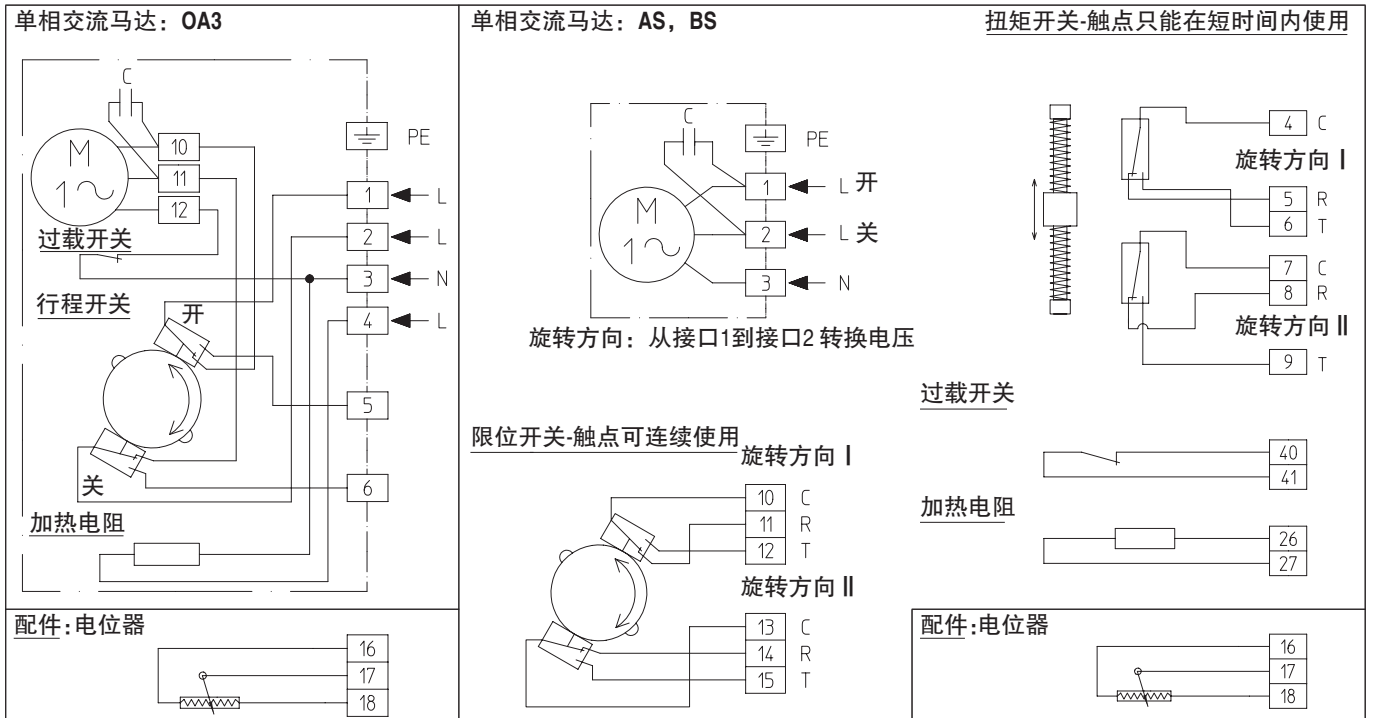 单相交流马达：OA3
C
M
1
10
11
12
PE
1
L
2
L
3
N
4
L
过载开关
行程开关
开
5
6
关
加热电阻
配件:电位器
16
17
18
单相交流马达：AS，BS
C
M
1
PE
1
L 开
2
L 关
3
N
旋转方向：从接口1到接口2 转换电压
限位开关-触点可连续使用
旋转方向 I
10 C
11 R
12 T
旋转方向 II
13 C
14 R
15 T
扭矩开关-触点只能在短时间内使用
4 C
旋转方向 I
5 R
6 T
7 C
8 R
旋转方向 II
9 T
过载开关
40
41
加热电阻
26
27
配件:电位器
16
17
18